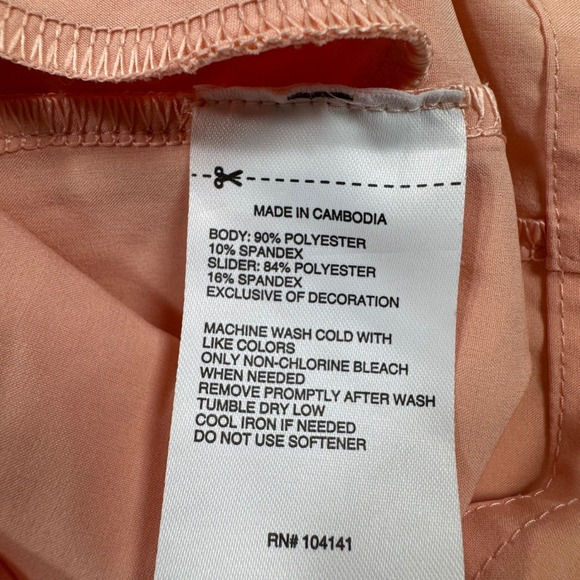 MADE IN CAMBODIA
BODY: 90% POLYESTER
10% SPANDEX
SLIDER: 84% POLYESTER
16% SPANDEX
EXCLUSIVE OF DECORATION
MACHINE WASH COLD WITH
LIKE COLORS
ONLY NON-CHLORINE BLEACH
WHEN NEEDED
REMOVE PROMPTLY AFTER WASH
TUMBLE DRY LOW
COOL IRON IF NEEDED
DO NOT USE SOFTENER
RN# 104141